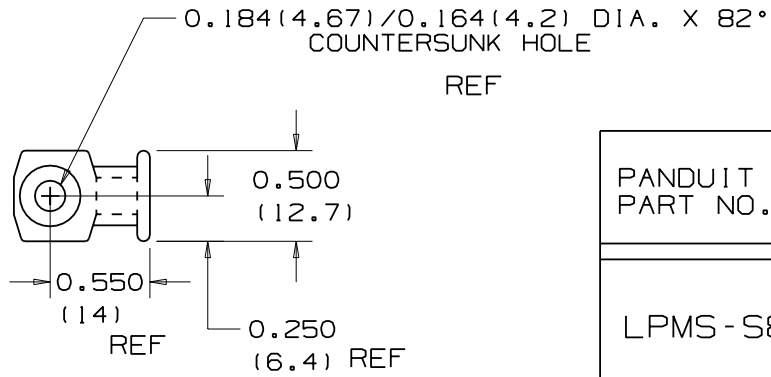 0.184(4.67)/0.164(4.2) DIA. X 82°
COUNTERSUNK HOLE
REF
0.500
(12.7)
0.550
(14)
REF
0.250
(6.4) REF
PANDUIT
PART NO.
LPMS-S8